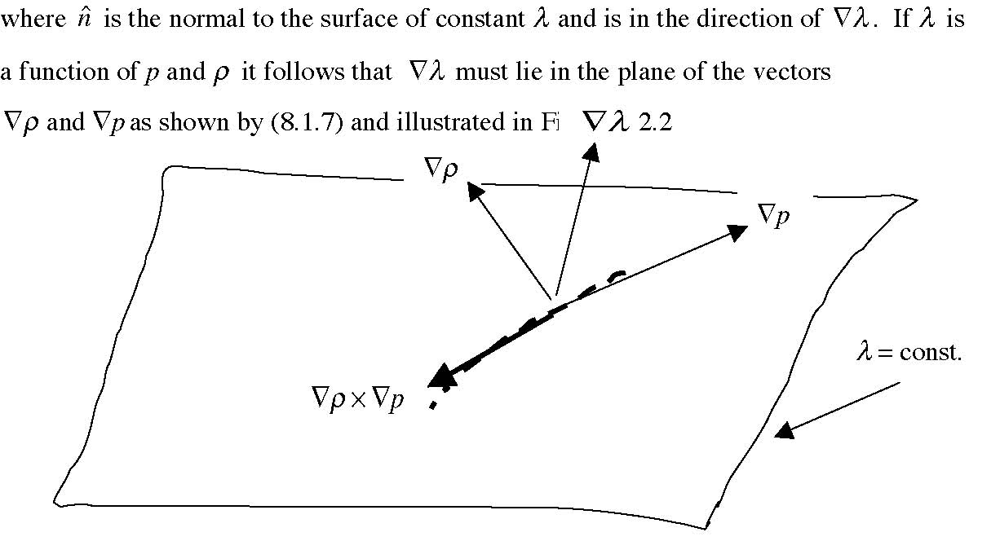 where n̂ is the normal to the surface of constant λ and is in the direction of ∇λ. If λ is
a function of p and ρ it follows that ∇λ must lie in the plane of the vectors
∇ρ and ∇p as shown by (8.1.7) and illustrated in Fi ∇λ 2.2
∇ρ
∇p
λ = const.
∇ρ × ∇p